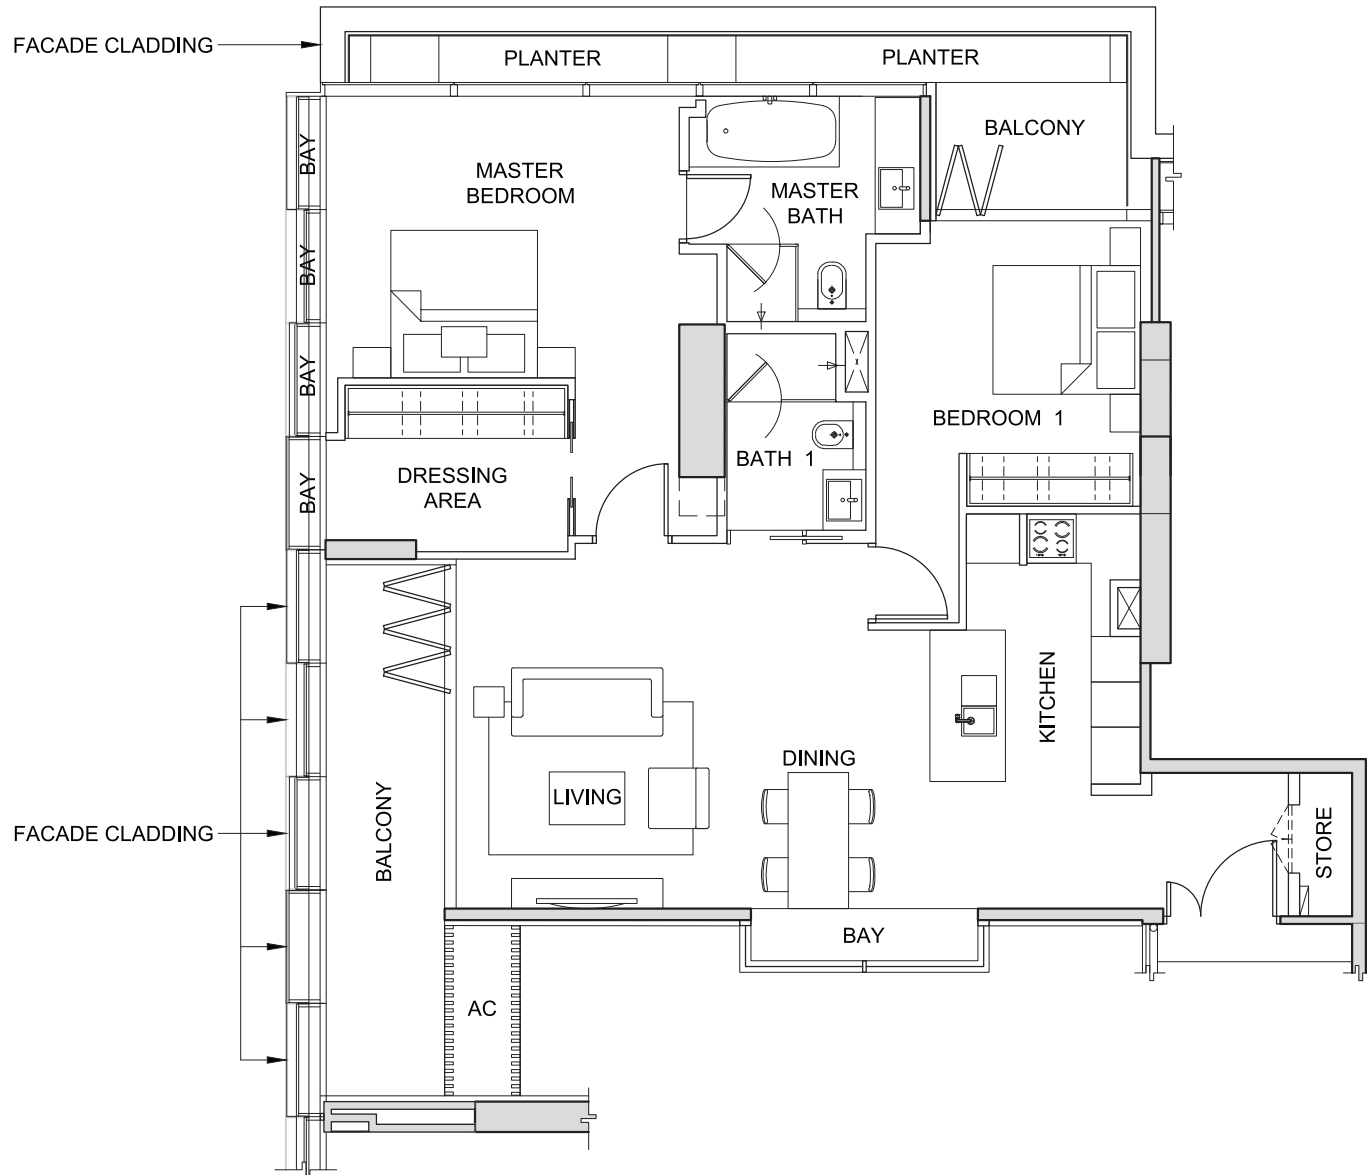 FACADE CLADDING
PLANTER
PLANTER
BALCONY
BAY
MASTER
BEDROOM
MASTER
BATH
BAY
BAY
BEDROOM 1
BATH 1
DRESSING
AREA
BAY
KITCHEN
DINING
LIVING
BALCONY
FACADE CLADDING
STORE
BAY
AC